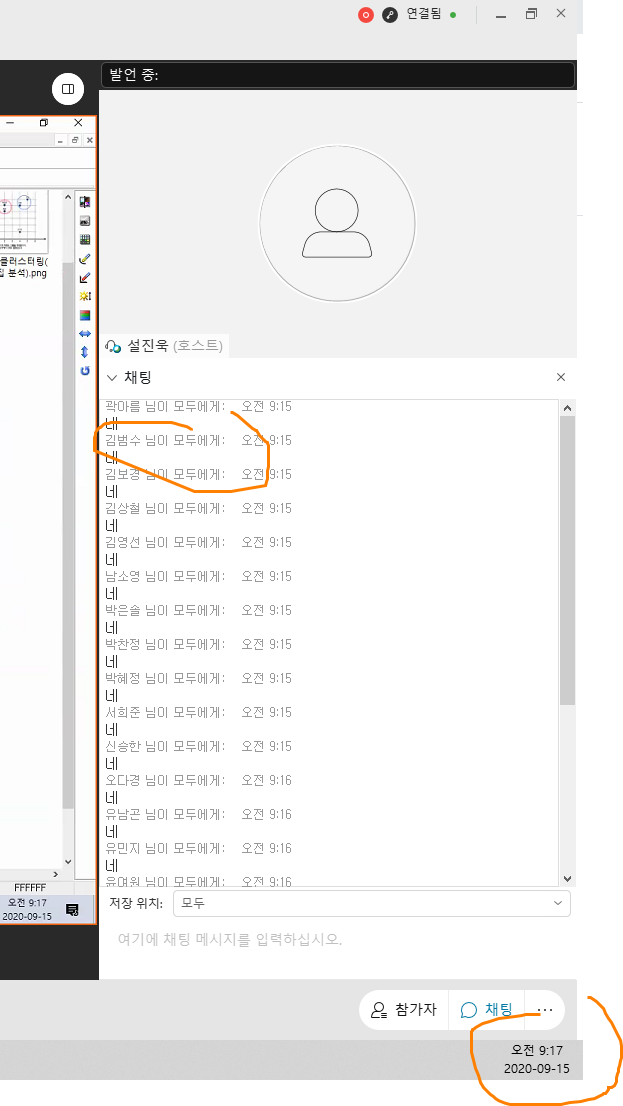 연결됨
발언 중:
클러스터링(
집 분석).png
설진욱 (호스트)
채팅
곽아름 님이 모두에게: 오전 9:15
네
김범수 님이 모두에게: 오전 9:15
네
김보경 님이 모두에게: 오전 9:15
네
김상철 님이 모두에게: 오전 9:15
네
김영선 님이 모두에게: 오전 9:15
네
남소영 님이 모두에게: 오전 9:15
네
박은솔 님이 모두에게: 오전 9:15
네
박찬정 님이 모두에게: 오전 9:15
네
박혜정 님이 모두에게: 오전 9:15
네
서희준 님이 모두에게: 오전 9:15
네
신승한 님이 모두에게: 오전 9:15
네
오다경 님이 모두에게: 오전 9:16
네
유남곤 님이 모두에게: 오전 9:16
네
유민지 님이 모두에게: 오전 9:16
네
유여원 님이 모두에게: 오전 9:16
FFFFFF
오전 9:17
2020-09-15
저장 위치: 모두
여기에 채팅 메시지를 입력하십시오.
참가자
채팅
오전 9:17
2020-09-15